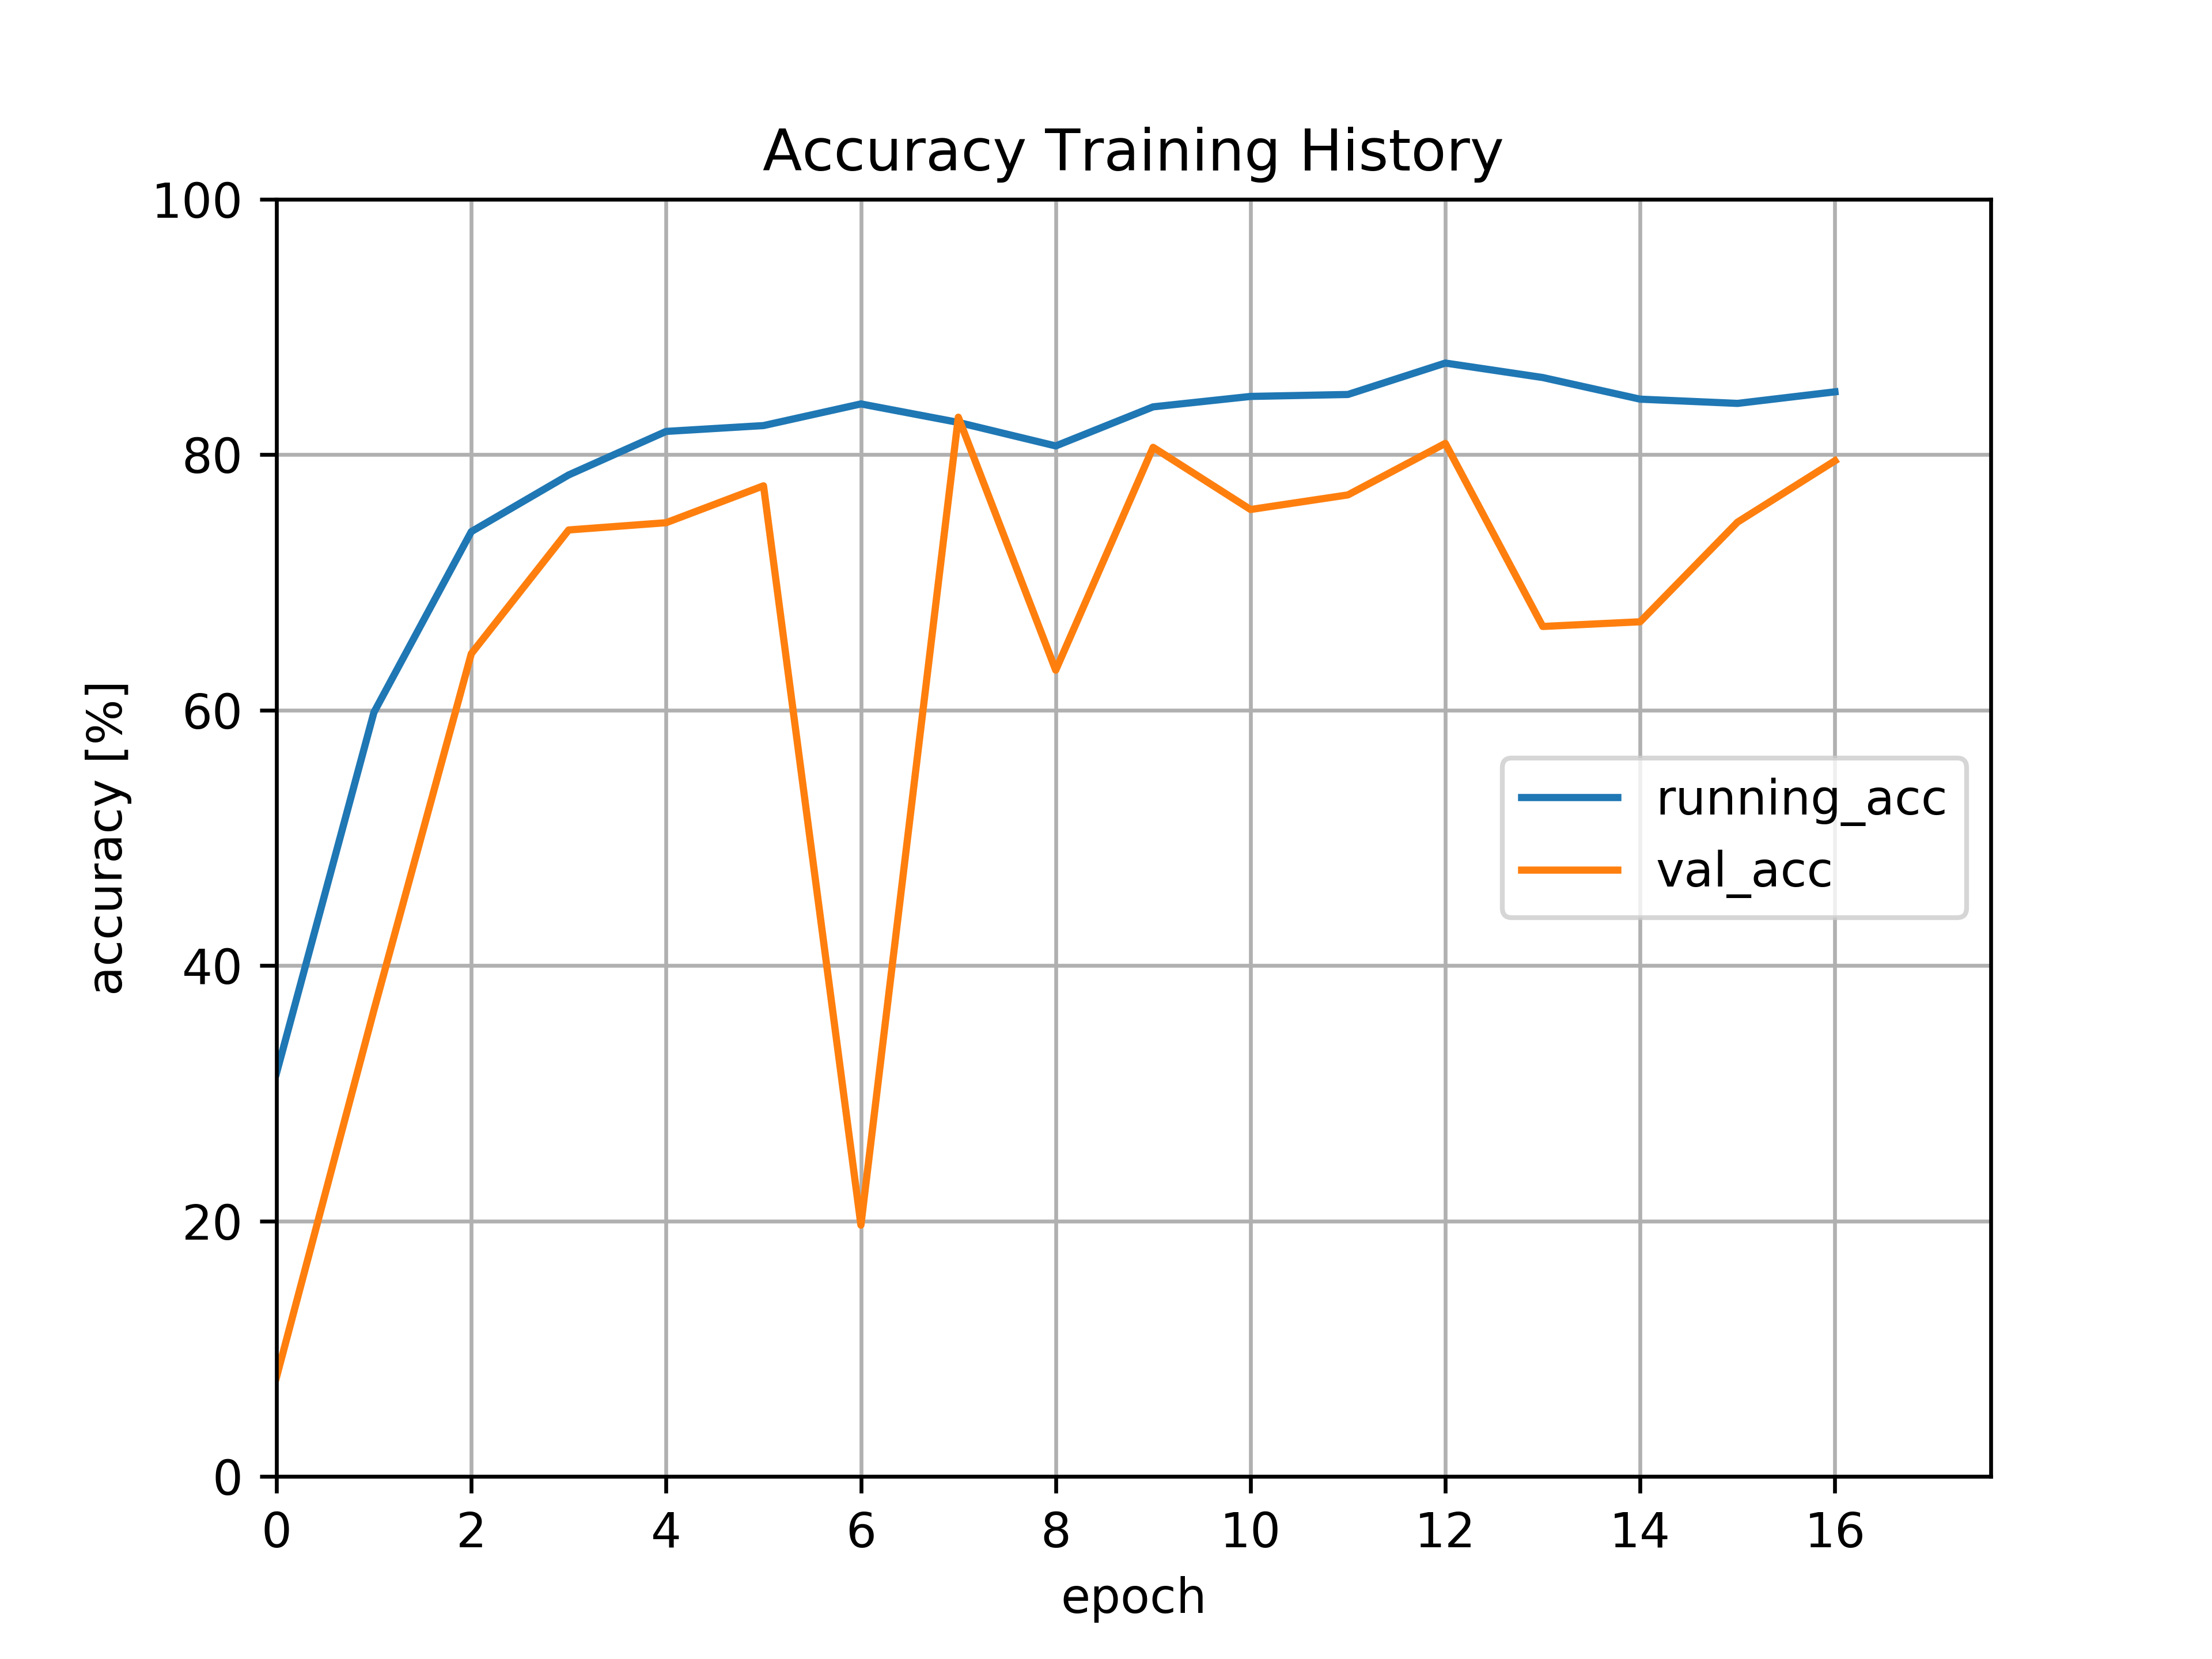 Accuracy Training History
100
80
60
40
20
0
accuracy [%]
running_acc
val_acc
0 2 4 6 8 10 12 14 16
epoch